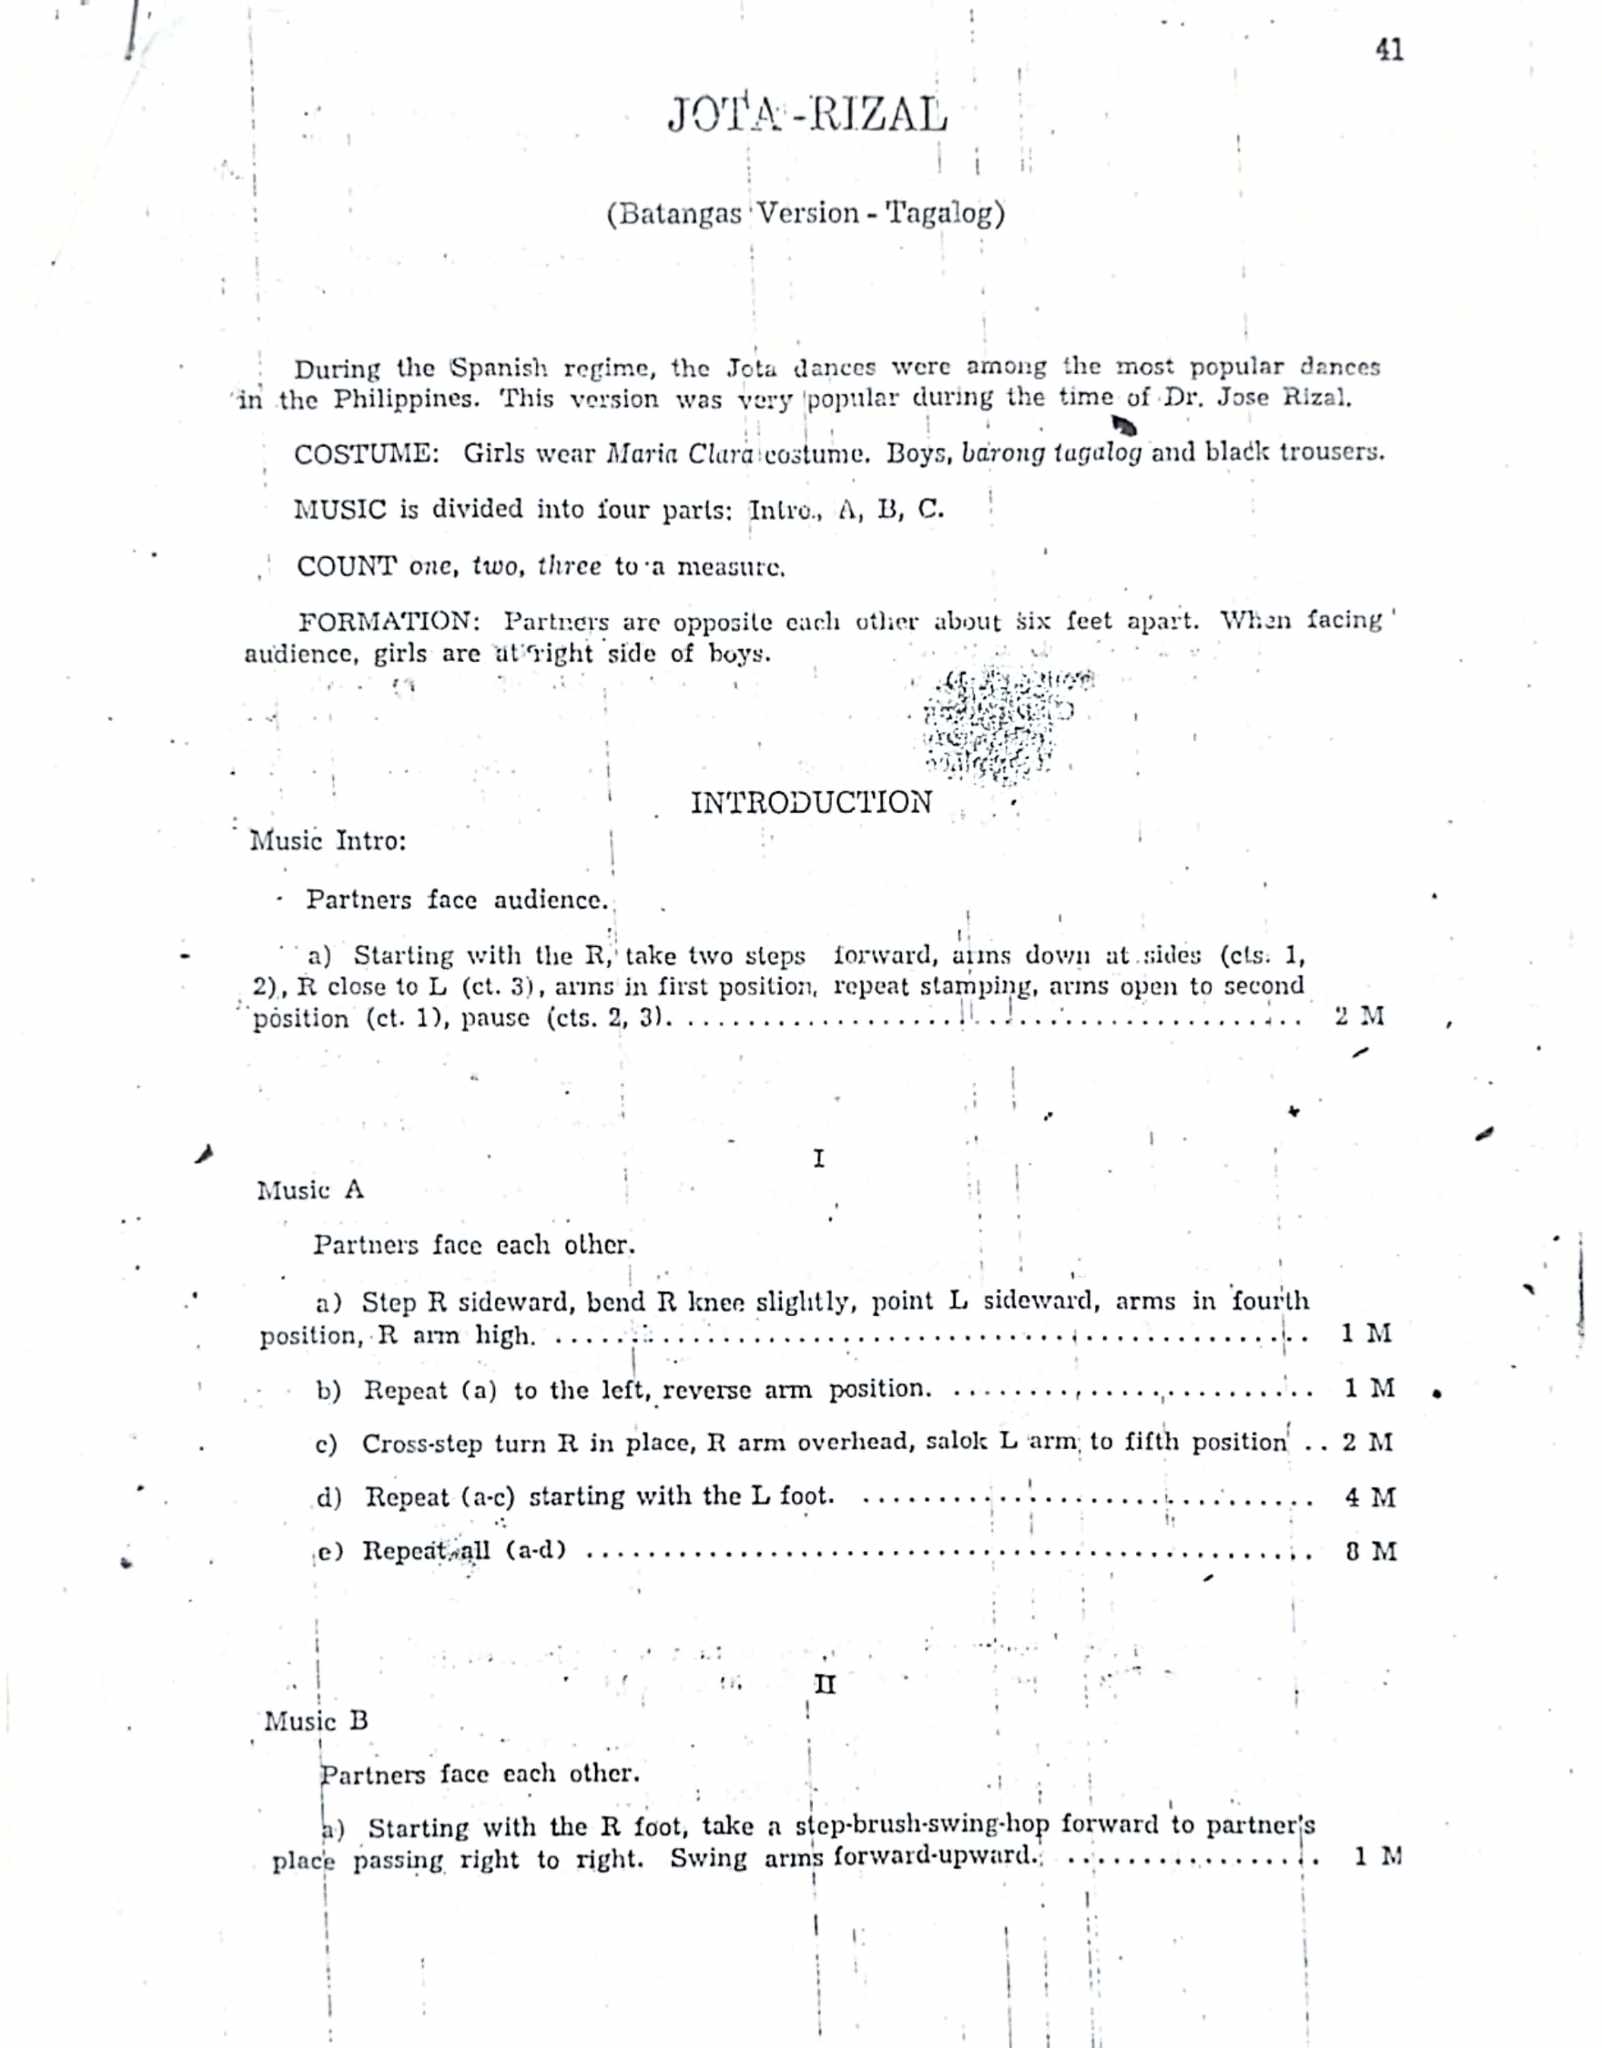 41
JOTA-RIZAL
(Batangas Version - Tagalog)
During the Spanish regime, the Jota dances were among the most popular dances
in the Philippines. This version was very popular during the time of Dr. Jose Rizal.
COSTUME: Girls wear Maria Clara costume. Boys, barong tagalog and black trousers.
MUSIC is divided into four parts: Intro., A, B, C.
COUNT one, two, three to a measure.
FORMATION: Partners are opposite each other about six feet apart. When facing
audience, girls are at right side of boys.
INTRODUCTION
Music Intro:
Partners face audience.
a) Starting with the R, take two steps forward, arms down at sides (cts. 1,
2), R close to L (ct. 3), arms in first position, repeat stamping, arms open to second
position (ct. 1), pause (cts. 2, 3). .......................................... 2 M
I
Music A
Partners face each other.
a) Step R sideward, bend R knee slightly, point L sideward, arms in fourth
position, R arm high. .................................................. 1 M
b) Repeat (a) to the left, reverse arm position. ........................ 1 M
c) Cross-step turn R in place, R arm overhead, salok L arm to fifth position .. 2 M
d) Repeat (a-c) starting with the L foot. .............................. 4 M
e) Repeat all (a-d) ................................................ 8 M
II
Music B
Partners face each other.
a) Starting with the R foot, take a step-brush-swing-hop forward to partner's
place passing right to right. Swing arms forward-upward. ................. 1 M